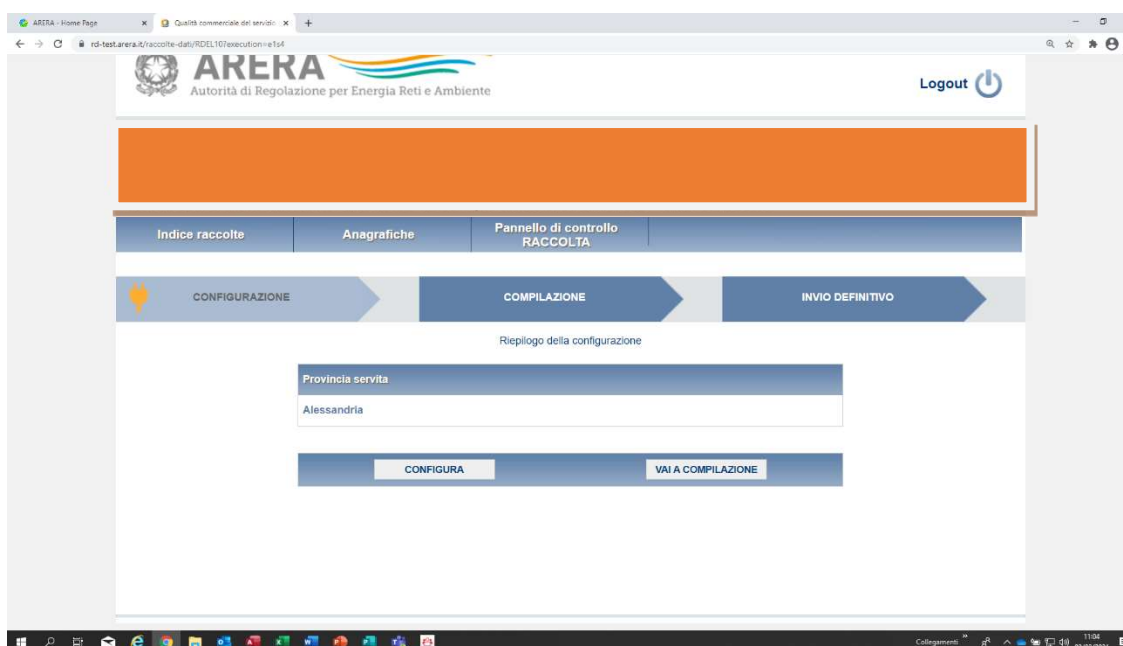 ARERA - Home Page
Qualità commerciale del servizio
rd-test.arera.it/raccolte-dati/RDEL10?execution=e1s4
ARERA
Autorità di Regolazione per Energia Reti e Ambiente
Logout
Indice raccolte
Anagrafiche
Pannello di controllo
RACCOLTA
CONFIGURAZIONE
COMPILAZIONE
INVIO DEFINITIVO
Riepilogo della configurazione
Provincia servita
Alessandria
CONFIGURA
VAI A COMPILAZIONE
Collegamenti
11:04